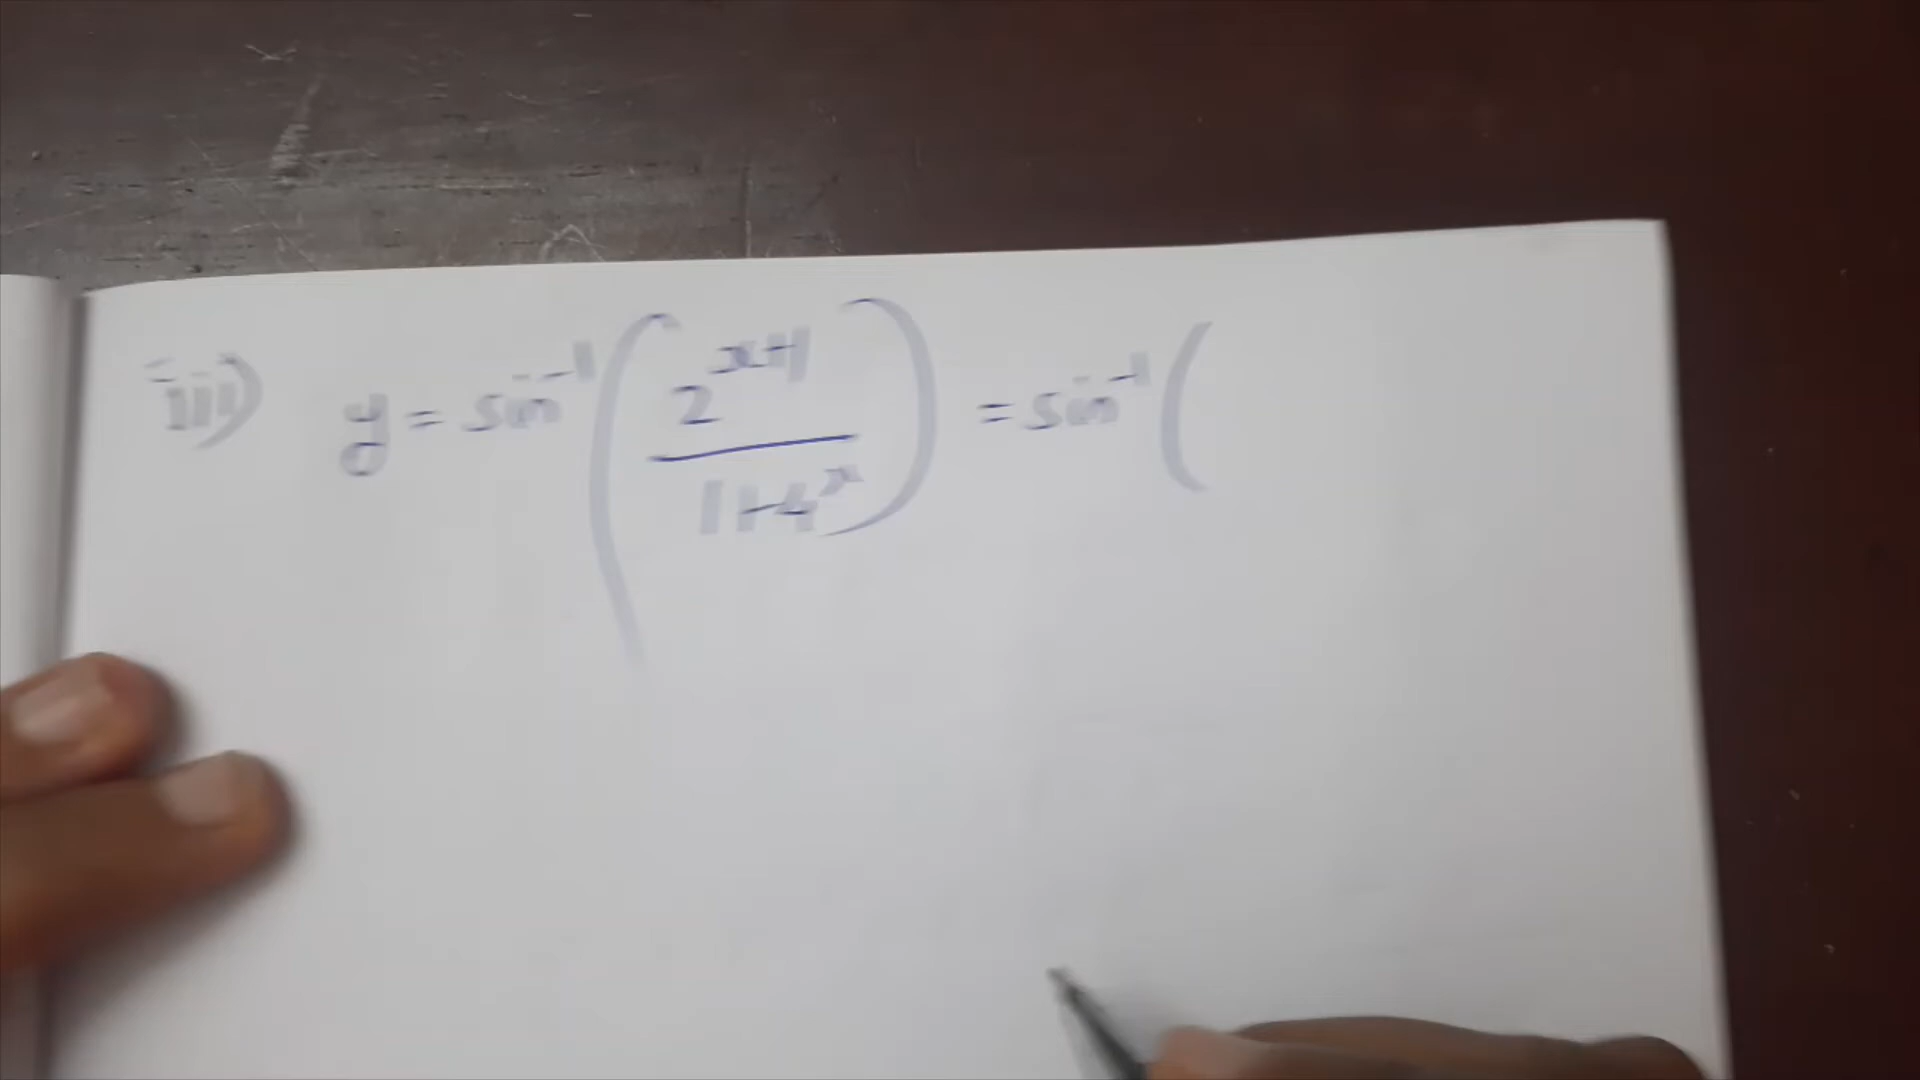 iii) y = sin⁻¹ ( 2^(x+1) / 1+4^x ) = sin⁻¹ (